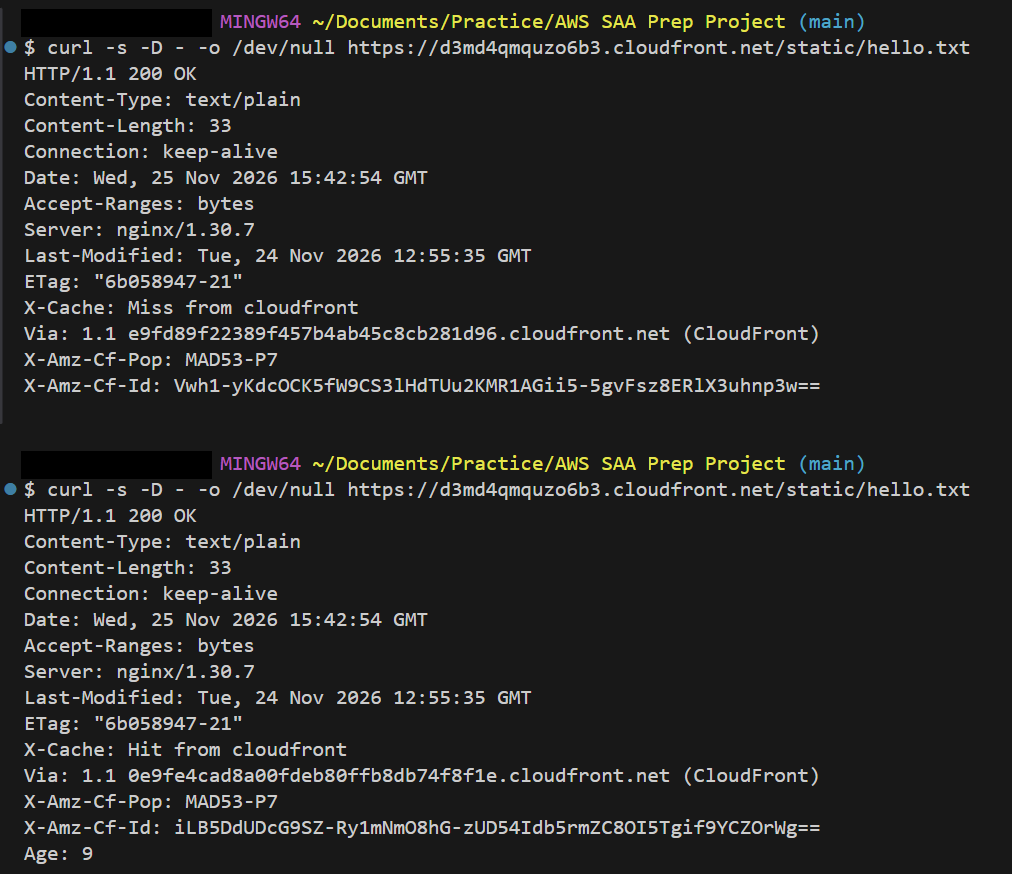 MINGW64 ~/Documents/Practice/AWS SAA Prep Project (main)
$ curl -s -D - -o /dev/null https://d3md4qmquzo6b3.cloudfront.net/static/hello.txt
HTTP/1.1 200 OK
Content-Type: text/plain
Content-Length: 33
Connection: keep-alive
Date: Wed, 25 Nov 2026 15:42:54 GMT
Accept-Ranges: bytes
Server: nginx/1.30.7
Last-Modified: Tue, 24 Nov 2026 12:55:35 GMT
ETag: "6b058947-21"
X-Cache: Miss from cloudfront
Via: 1.1 e9fd89f22389f457b4ab45c8cb281d96.cloudfront.net (CloudFront)
X-Amz-Cf-Pop: MAD53-P7
X-Amz-Cf-Id: Vwh1-yKdcOCK5fW9CS3lHdTUu2KMR1AGii5-5gvFsz8ERlX3uhnp3w==
MINGW64 ~/Documents/Practice/AWS SAA Prep Project (main)
$ curl -s -D - -o /dev/null https://d3md4qmquzo6b3.cloudfront.net/static/hello.txt
HTTP/1.1 200 OK
Content-Type: text/plain
Content-Length: 33
Connection: keep-alive
Date: Wed, 25 Nov 2026 15:42:54 GMT
Accept-Ranges: bytes
Server: nginx/1.30.7
Last-Modified: Tue, 24 Nov 2026 12:55:35 GMT
ETag: "6b058947-21"
X-Cache: Hit from cloudfront
Via: 1.1 0e9fe4cad8a00fdeb80ffb8db74f8f1e.cloudfront.net (CloudFront)
X-Amz-Cf-Pop: MAD53-P7
X-Amz-Cf-Id: iLB5DdUDcG9SZ-Ry1mNmO8hG-zUD54Idb5rmZC8OI5Tgif9YCZOrWg==
Age: 9